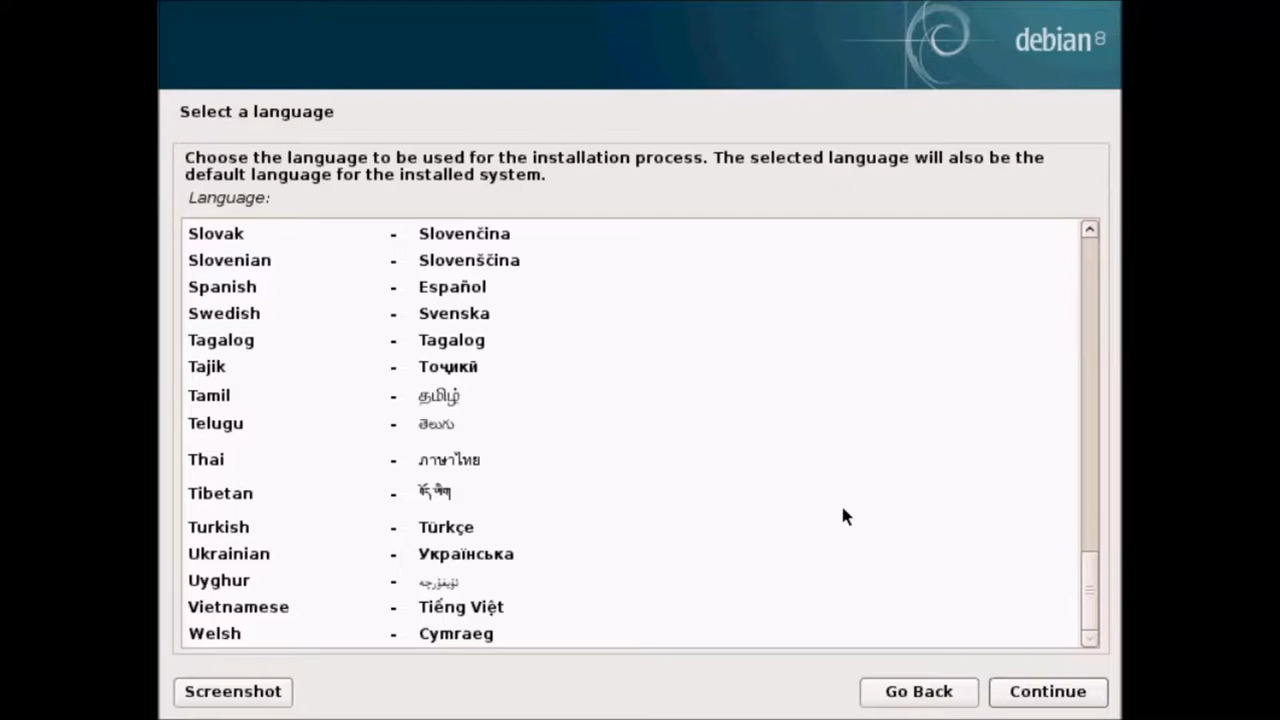 debian 8
Select a language
Choose the language to be used for the installation process. The selected language will also be the
default language for the installed system.
Language:
Slovak - Slovenčina
Slovenian - Slovenščina
Spanish - Español
Swedish - Svenska
Tagalog - Tagalog
Tajik - Тоҷикӣ
Tamil - தமிழ்
Telugu - తెలుగు
Thai - ภาษาไทย
Tibetan - བོད་ཡིག
Turkish - Türkçe
Ukrainian - Українська
Uyghur - ئۇيغۇرچە
Vietnamese - Tiếng Việt
Welsh - Cymraeg
Screenshot
Go Back
Continue